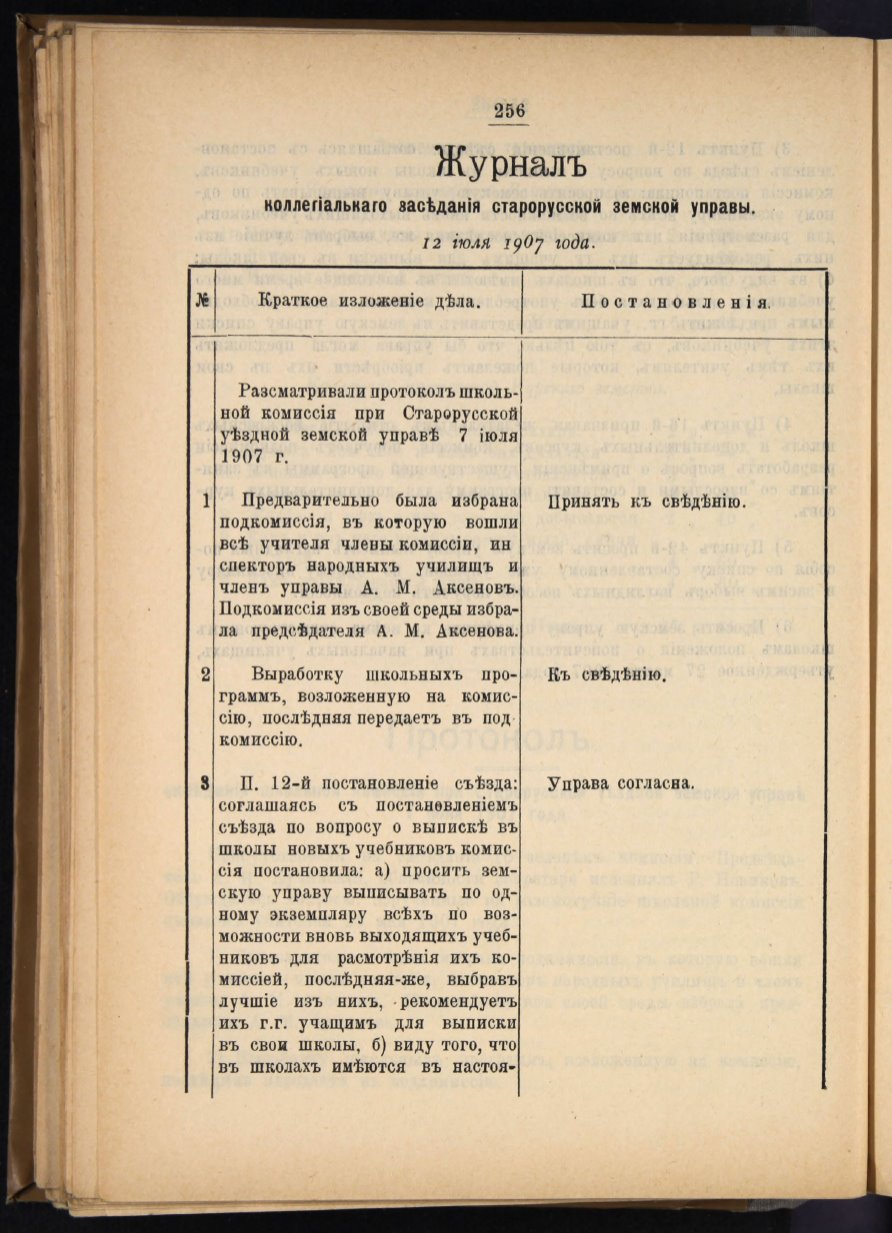 256
Журналъ
коллегіалькаго засѣданія старорусской земской управы.
12 іюля 1907 года.
№
Краткое изложеніе дѣла.
Постановленія.
Разсматривали протоколъ школь-
ной комиссія при Старорусской
уѣздной земской управѣ 7 іюля
1907 г.
1
Предварительно была избрана
подкомиссія, въ которую вошли
всѣ учителя члены комиссіи, ин
спекторъ народныхъ училищъ и
членъ управы А. М. Аксеновъ.
Подкомиссія изъ своей среды избра-
ла предсѣдателя А. М. Аксенова.
Принять къ свѣдѣнію.
2
Выработку школьныхъ про-
граммъ, возложенную на комис-
сію, послѣдняя передаетъ въ под-
комиссію.
Къ свѣдѣнію.
3
П. 12-й постановленіе съѣзда:
соглашаясь съ постановленіемъ
съѣзда по вопросу о выпискѣ въ
школы новыхъ учебниковъ комис-
сія постановила: а) просить зем-
скую управу выписывать по од-
ному экземпляру всѣхъ по воз-
можности вновь выходящихъ учеб-
никовъ для расмотрѣнія ихъ ко-
миссіей, послѣдняя-же, выбравъ
лучшіе изъ нихъ, рекомендуетъ
ихъ г.г. учащимъ для выписки
въ свои школы, б) виду того, что
въ школахъ имѣются въ настоя-
Управа согласна.